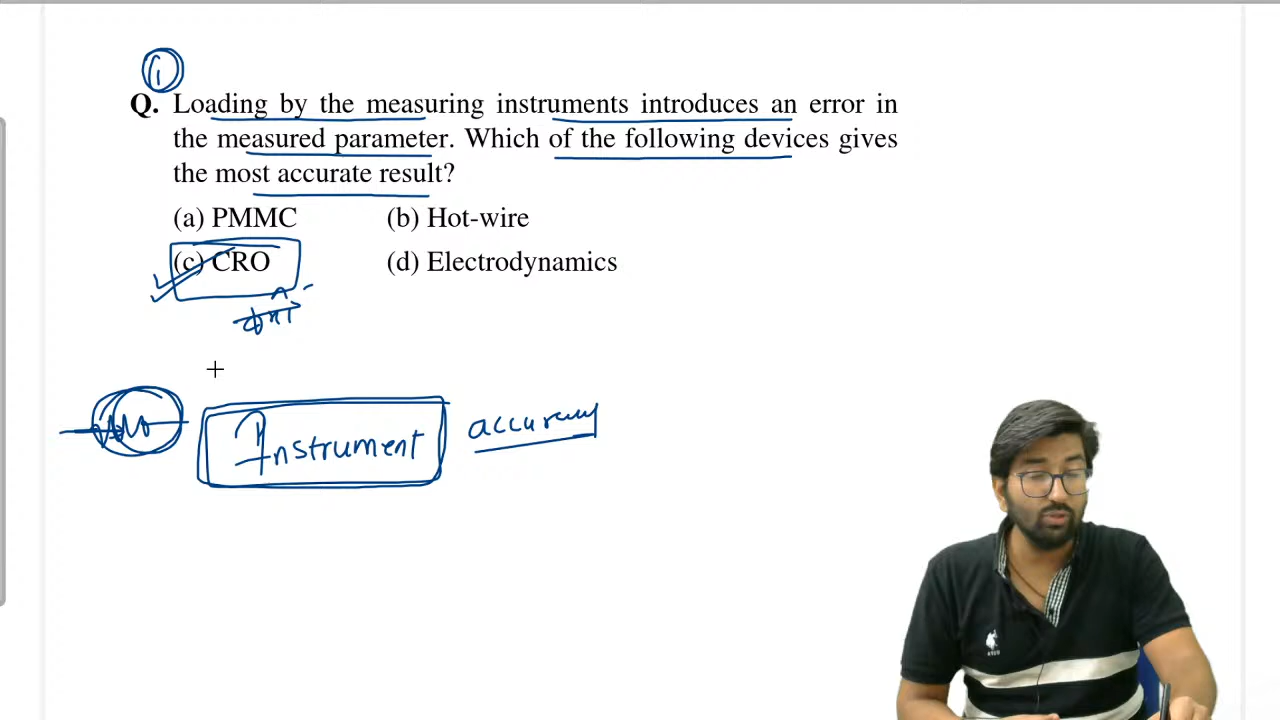 1
Q. Loading by the measuring instruments introduces an error in
the measured parameter. Which of the following devices gives
the most accurate result?
(a) PMMC (b) Hot-wire
(c) CRO (d) Electrodynamics
Instrument accuracy